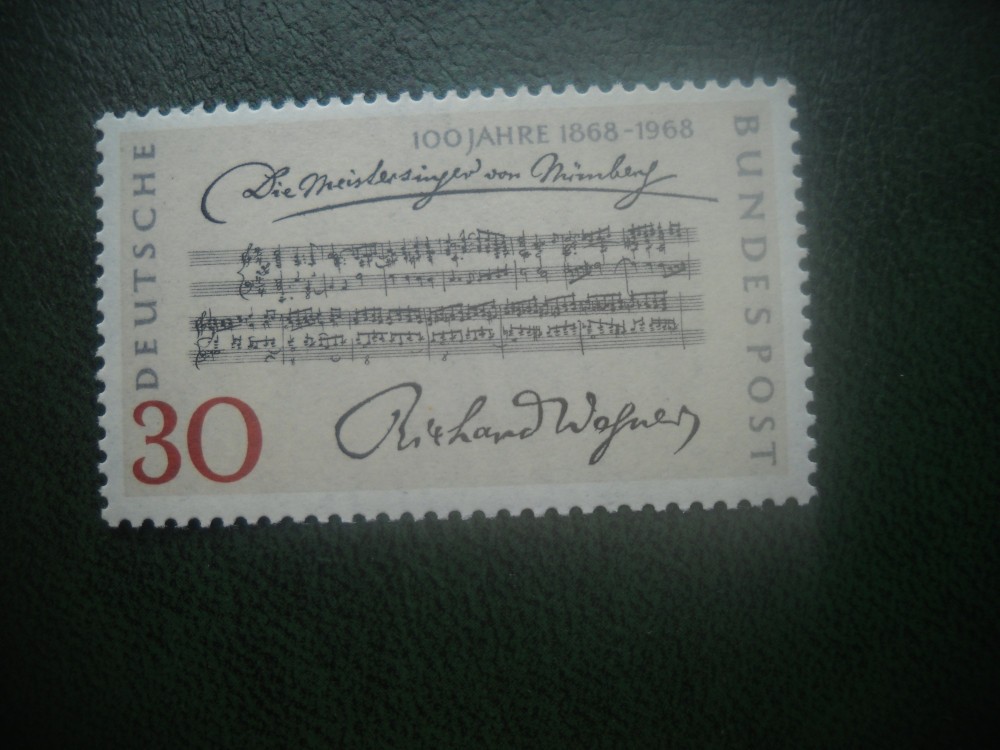 100 JAHRE 1868-1968
Die Meistersinger von Nürnberg
DEUTSCHE
BUNDESPOST
30
Richard Wagner